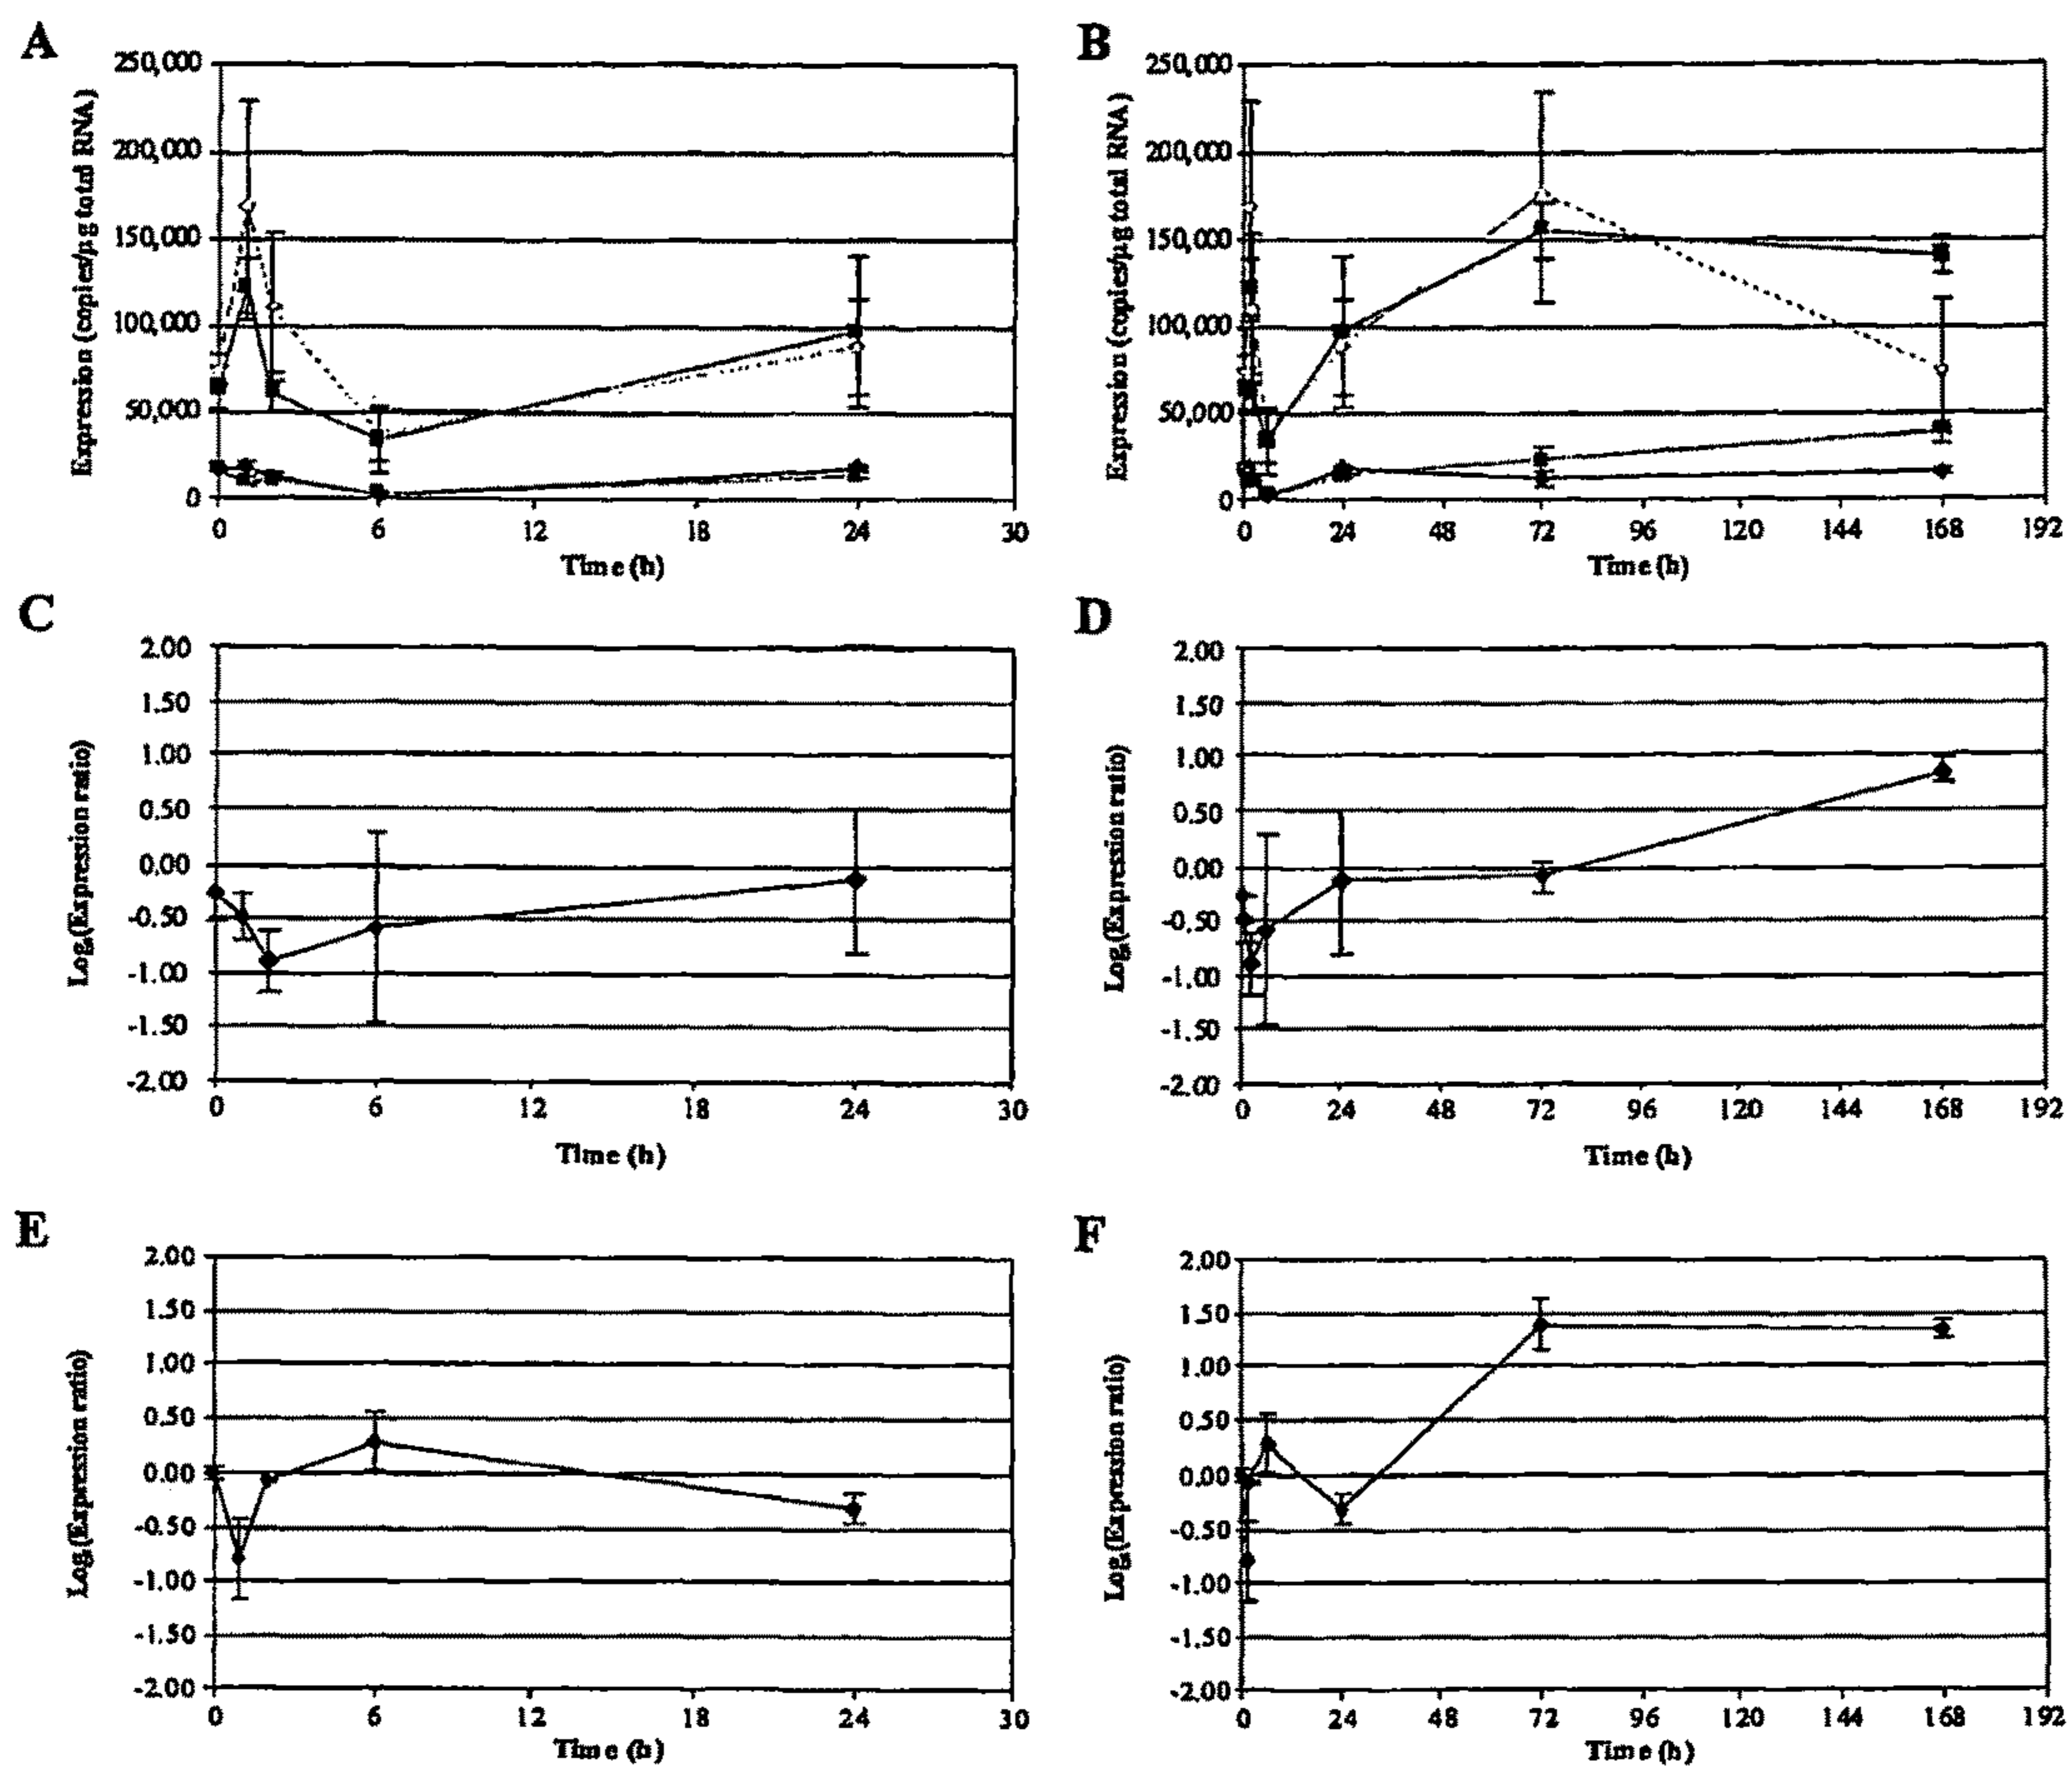 A
B
Expression (copies/µg total RNA)
250,000
200,000
150,000
100,000
50,000
0
0 6 12 18 24 30
Time (h)
Expression (copies/µg total RNA)
250,000
200,000
150,000
100,000
50,000
0
0 24 48 72 96 120 144 168 192
Time (h)
C
D
Log₂(Expression ratio)
2.00
1.50
1.00
0.50
0.00
-0.50
-1.00
-1.50
-2.00
0 6 12 18 24 30
Time (h)
Log₂(Expression ratio)
2.00
1.50
1.00
0.50
0.00
-0.50
-1.00
-1.50
-2.00
0 24 48 72 96 120 144 168 192
Time (h)
E
F
Log₂(Expression ratio)
2.00
1.50
1.00
0.50
0.00
-0.50
-1.00
-1.50
-2.00
0 6 12 18 24 30
Time (h)
Log₂(Expression ratio)
2.00
1.50
1.00
0.50
0.00
-0.50
-1.00
-1.50
-2.00
0 24 48 72 96 120 144 168 192
Time (h)